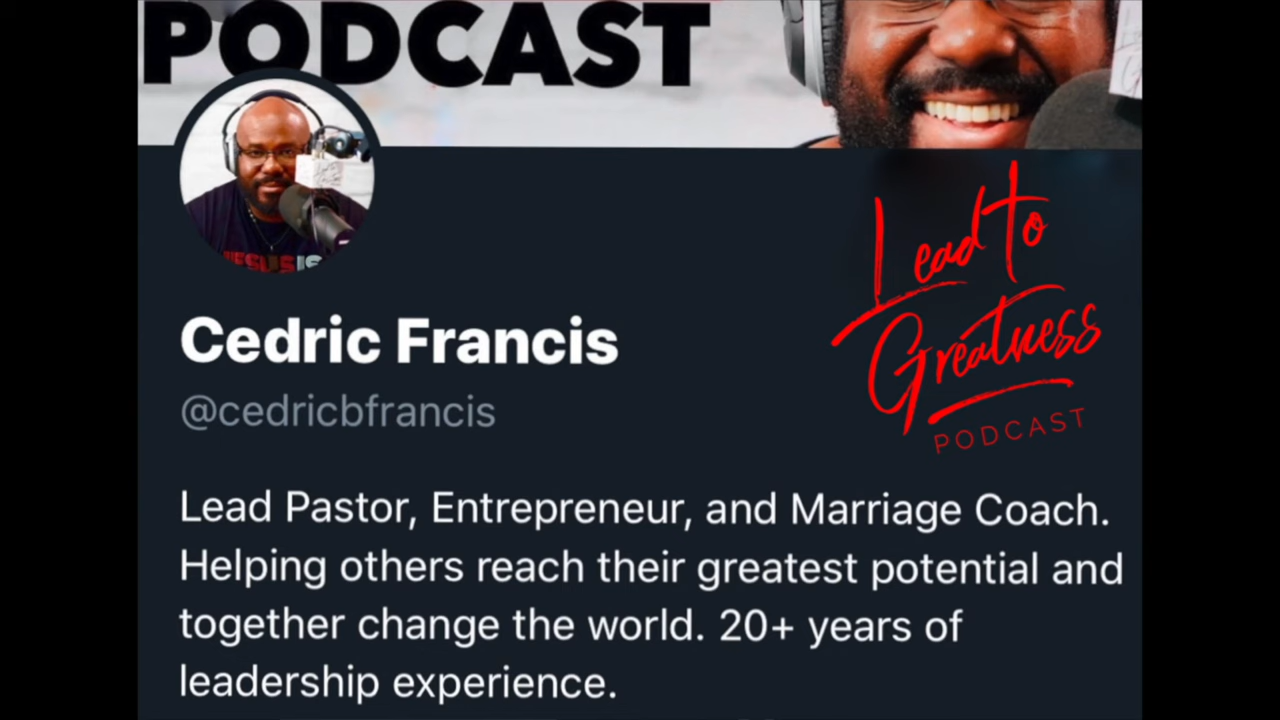 PODCAST
Cedric Francis
@cedricbfrancis
Lead to
Greatness
PODCAST
Lead Pastor, Entrepreneur, and Marriage Coach.
Helping others reach their greatest potential and
together change the world. 20+ years of
leadership experience.